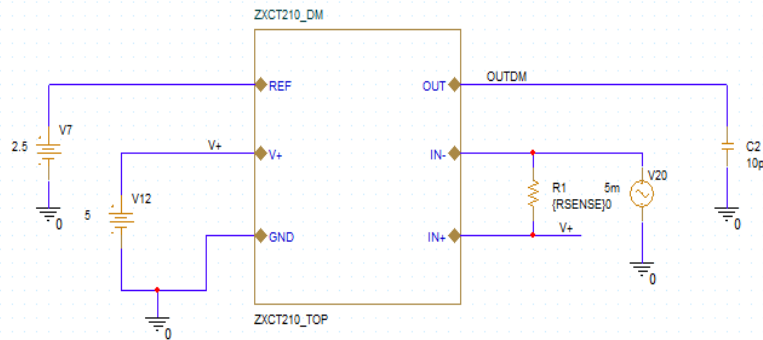 ZXCT210_DM
REF
OUT
OUTDM
V7
2.5
V+
V+
IN-
C2
10p
V12
5
R1
{RSENSE}0
5m
V20
0
GND
IN+
V+
0
0
0
0
ZXCT210_TOP